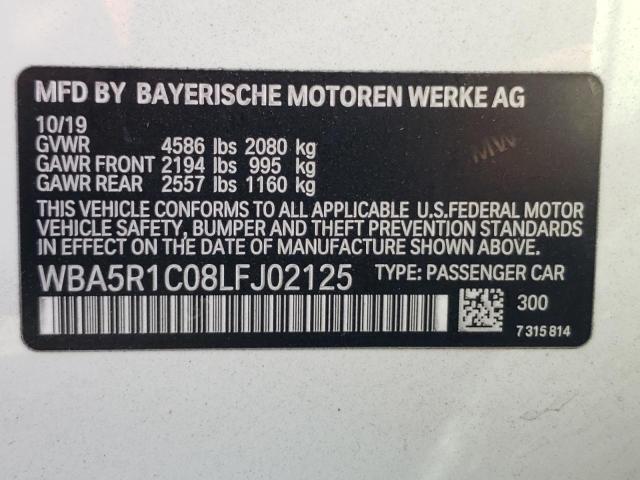 MFD BY BAYERISCHE MOTOREN WERKE AG
10/19
GVWR 4586 lbs 2080 kg
GAWR FRONT 2194 lbs 995 kg
GAWR REAR 2557 lbs 1160 kg
THIS VEHICLE CONFORMS TO ALL APPLICABLE U.S.FEDERAL MOTOR
VEHICLE SAFETY, BUMPER AND THEFT PREVENTION STANDARDS
IN EFFECT ON THE DATE OF MANUFACTURE SHOWN ABOVE.
WBA5R1C08LFJ02125 TYPE: PASSENGER CAR
300
7 315 814